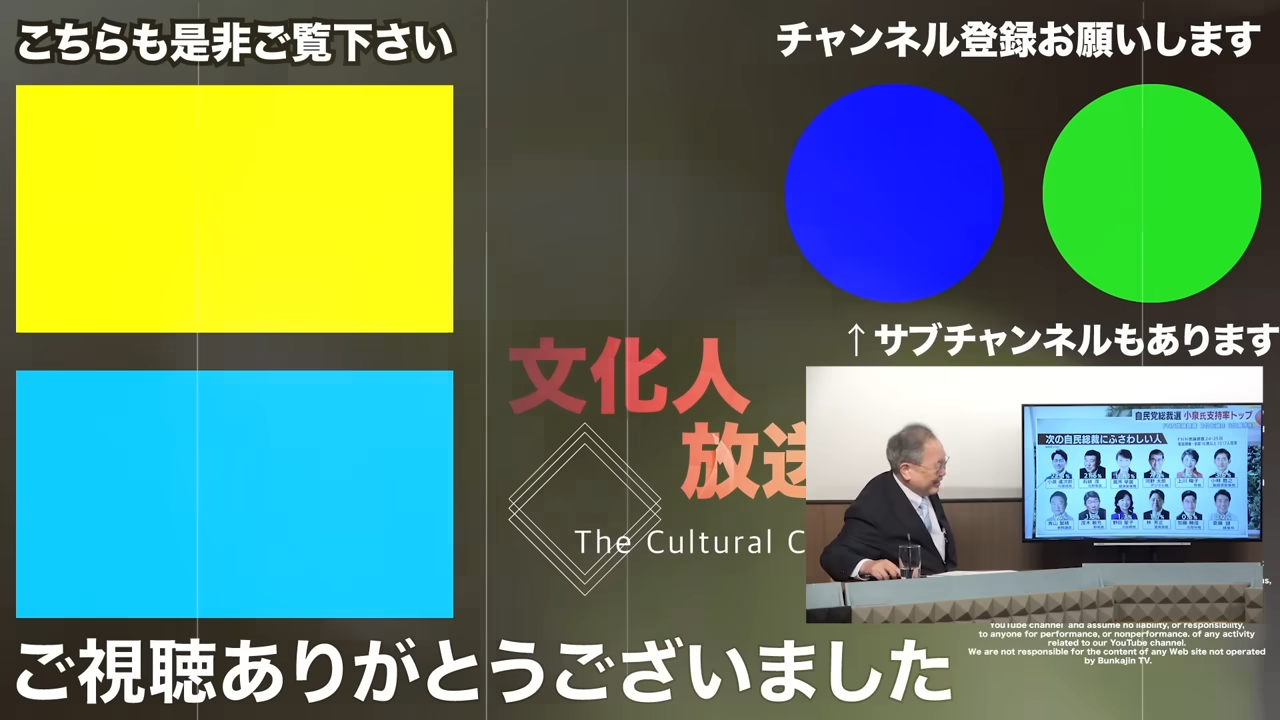 こちらも是非ご覧下さい
チャンネル登録お願いします
↑サブチャンネルもあります
文化人
放送
The Cultural C
自民党総裁選 小泉氏支持率トップ
次の自民総裁にふさわしい人
YouTube channel and assume no liability, or responsibility,
to anyone for performance, or nonperformance. of any activity
related to our YouTube channel.
We are not responsible for the content of any Web site not operated
by Bunkajin TV.
ご視聴ありがとうございました